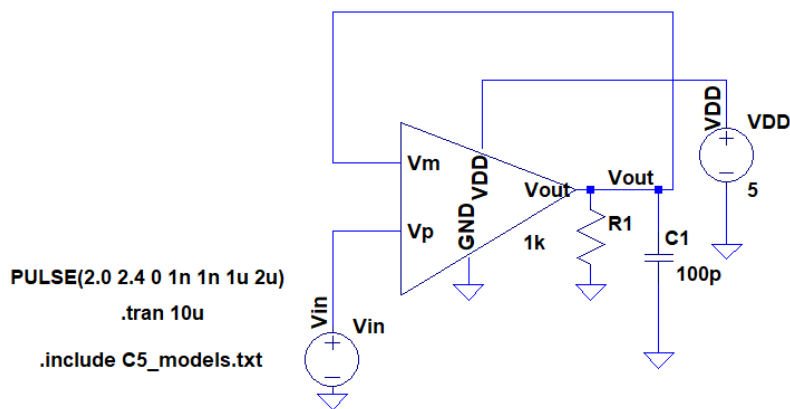 VDD
VDD
Vm
VDD
Vout
Vout
5
Vp
GND
R1
1k
C1
100p
PULSE(2.0 2.4 0 1n 1n 1u 2u)
.tran 10u
Vin
Vin
.include C5_models.txt